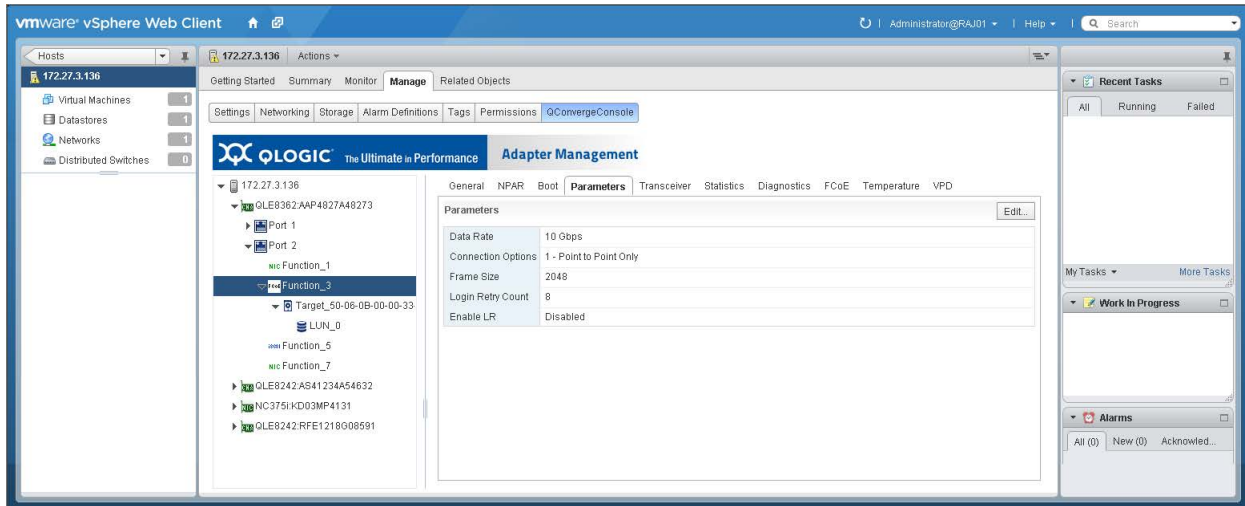 vmware® vSphere Web Client
Administrator@RAJ01
Help
Search
Hosts
172.27.3.136
Virtual Machines 1
Datastores 1
Networks 1
Distributed Switches 0
172.27.3.136 Actions
Getting Started Summary Monitor Manage Related Objects
Settings Networking Storage Alarm Definitions Tags Permissions QConvergeConsole
QLOGIC® The Ultimate in Performance Adapter Management
172.27.3.136
QLE8362:AAP4827A48273
Port 1
Port 2
NIC Function_1
FCoE Function_3
Target_50-06-0B-00-00-33-
LUN_0
Function_5
NIC Function_7
QLE8242:AS41234A54632
NIC NC375i:KD03MP4131
QLE8242:RFE1218G08591
General NPAR Boot Parameters Transceiver Statistics Diagnostics FCoE Temperature VPD
Parameters Edit...
Data Rate 10 Gbps
Connection Options 1 - Point to Point Only
Frame Size 2048
Login Retry Count 8
Enable LR Disabled
Recent Tasks
All Running Failed
My Tasks More Tasks
Work In Progress
Alarms
All (0) New (0) Acknowled...